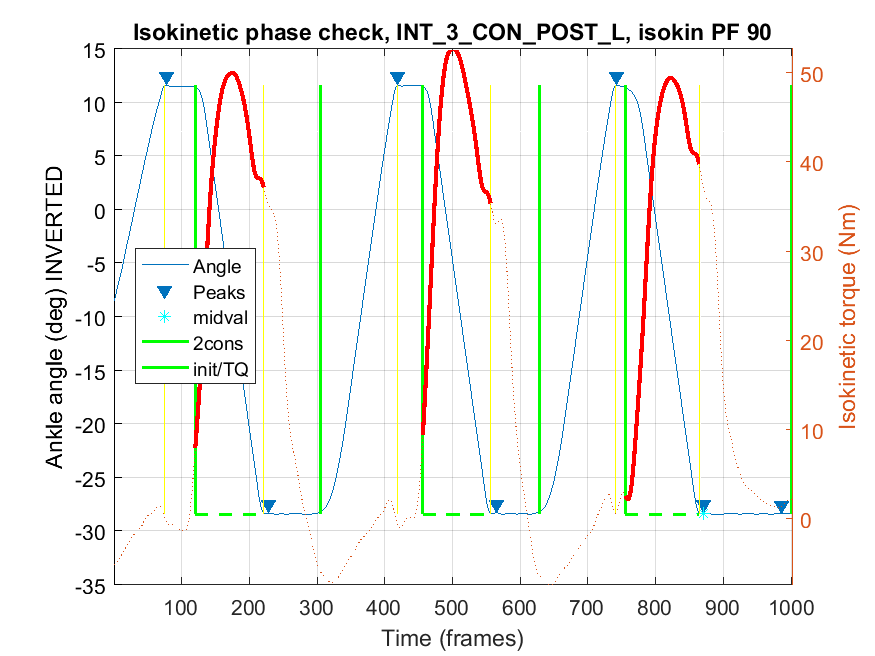 Isokinetic phase check, INT_3_CON_POST_L, isokin PF 90
Ankle angle (deg) INVERTED
15
10
5
0
-5
-10
-15
-20
-25
-30
-35
Angle
Peaks
midval
2cons
init/TQ
50
40
30
20
10
0
Isokinetic torque (Nm)
100 200 300 400 500 600 700 800 900 1000
Time (frames)